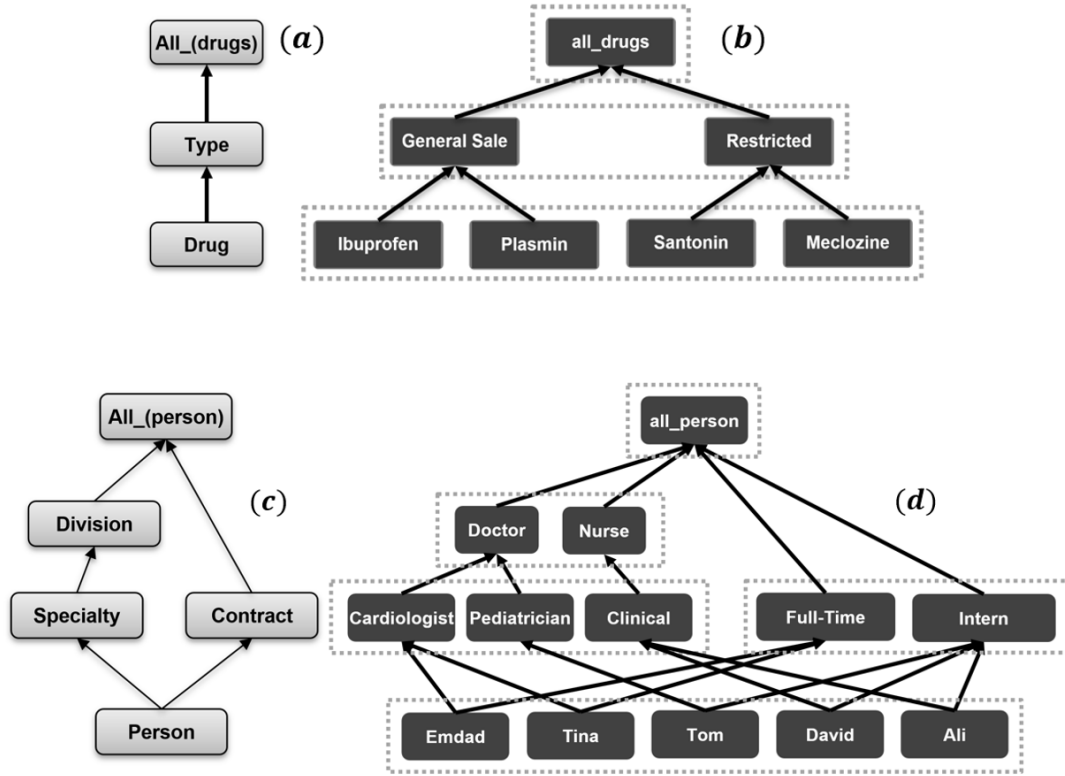 All_(drugs)
(a)
all_drugs
(b)
Type
General Sale
Restricted
Drug
Ibuprofen
Plasmin
Santonin
Meclozine
All_(person)
all_person
Division
(c)
Doctor
Nurse
(d)
Specialty
Contract
Cardiologist
Pediatrician
Clinical
Full-Time
Intern
Person
Emdad
Tina
Tom
David
Ali